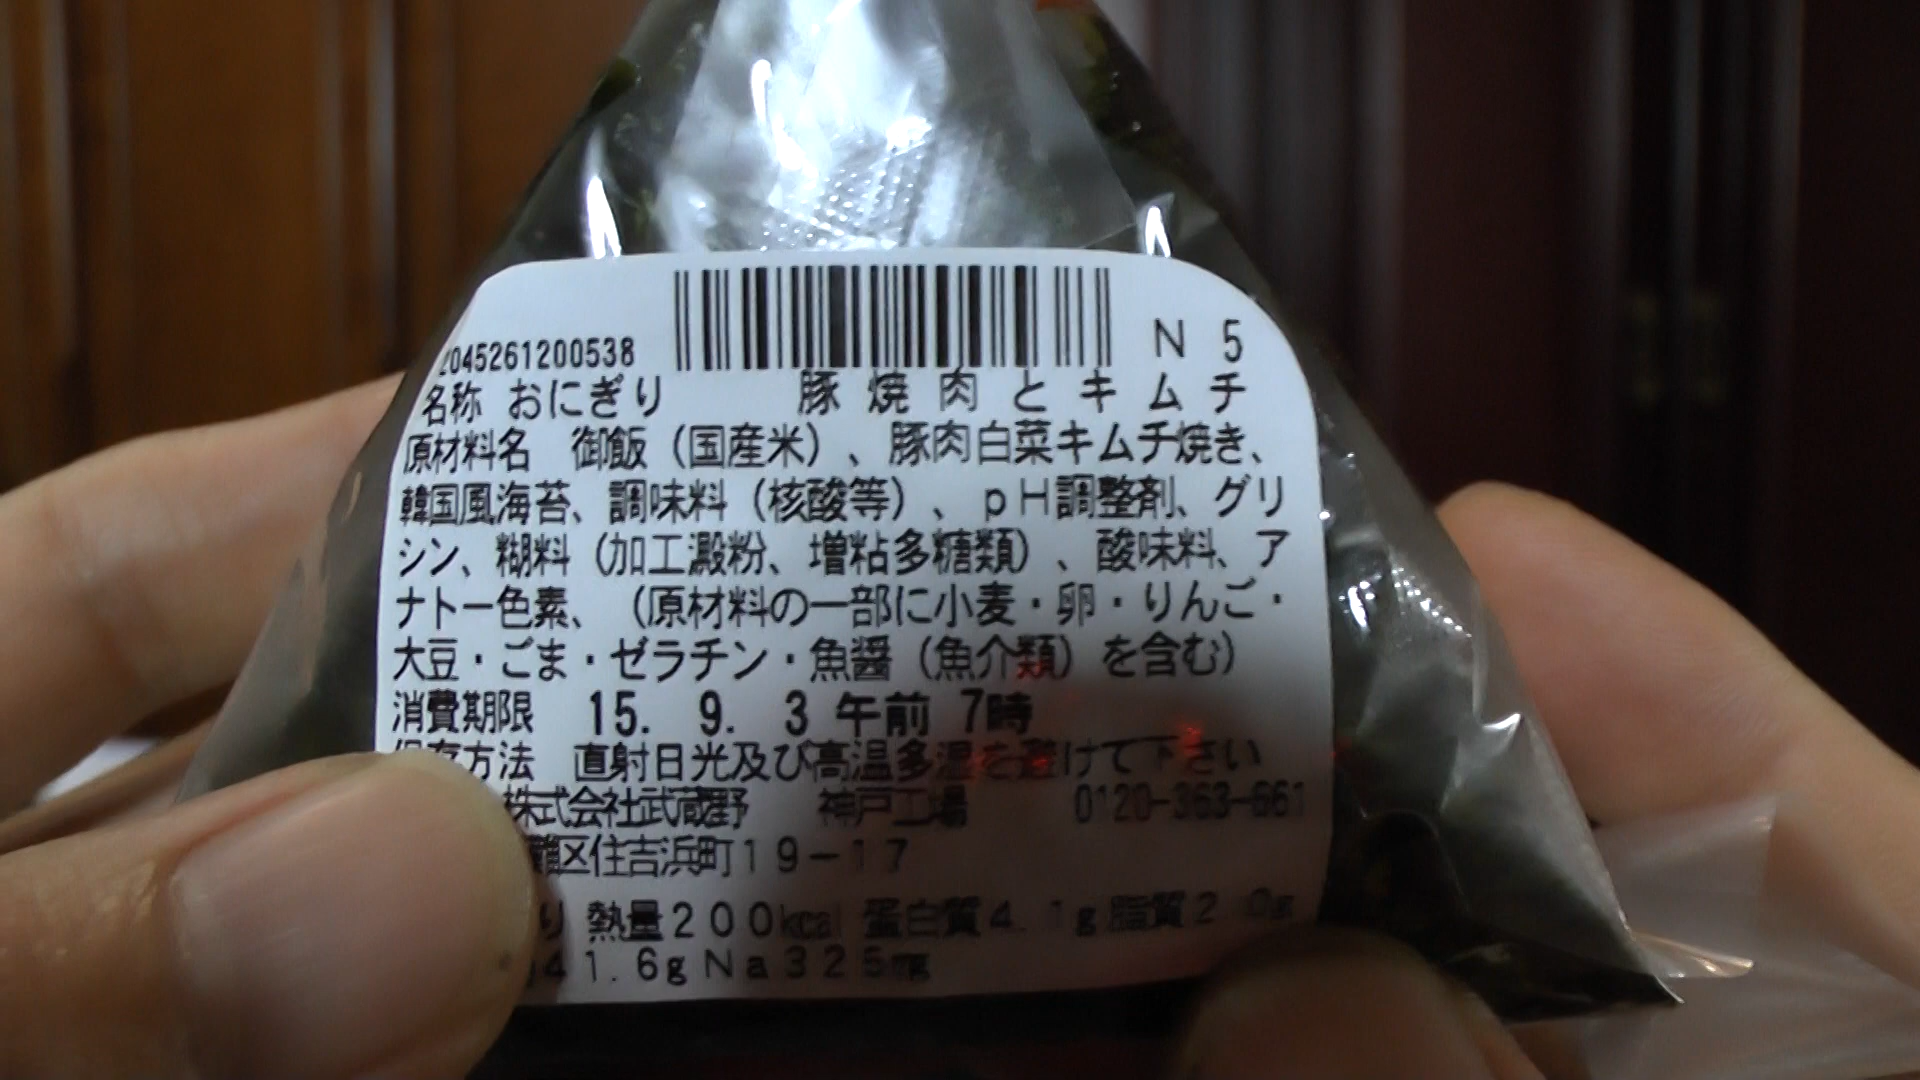 2045261200538
N 5
名称 おにぎり 豚焼肉とキムチ
原材料名 御飯（国産米）、豚肉白菜キムチ焼き、
韓国風海苔、調味料（核酸等）、pH調整剤、グリ
シン、糊料（加工澱粉、増粘多糖類）、酸味料、ア
ナトー色素、（原材料の一部に小麦・卵・りんご・
大豆・ごま・ゼラチン・魚醤（魚介類）を含む）
消費期限 15. 9. 3 午前 7時
保存方法 直射日光及び高温多湿を避けて下さい
株式会社武蔵野 神戸工場 0120-363-661
灘区住吉浜町19-17
り 熱量200kcal 蛋白質4.1g 脂質2.0g
41.6g Na325mg